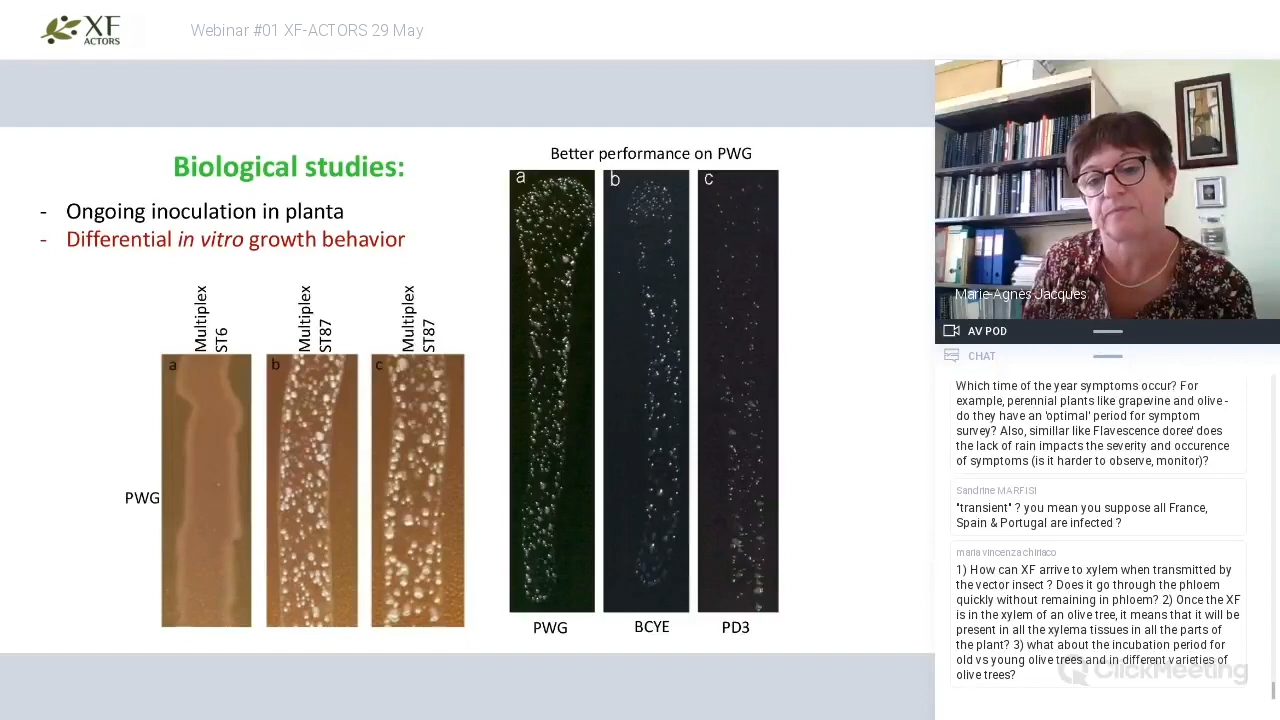 XF
ACTORS
Webinar #01 XF-ACTORS 29 May
Biological studies:
- Ongoing inoculation in planta
- Differential in vitro growth behavior
Multiplex
ST6
Multiplex
ST87
Multiplex
ST87
a
b
c
PWG
Better performance on PWG
a
b
c
PWG
BCYE
PD3
Marie-Agnes Jacques
AV POD
CHAT
Which time of the year symptoms occur? For
example, perennial plants like grapevine and olive -
do they have an 'optimal' period for symptom
survey? Also, simillar like Flavescence doree' does
the lack of rain impacts the severity and occurence
of symptoms (is it harder to observe, monitor)?
Sandrine MARFISI
"transient" ? you mean you suppose all France,
Spain & Portugal are infected ?
maria vincenza chiriaco
1) How can XF arrive to xylem when transmitted by
the vector insect ? Does it go through the phloem
quickly without remaining in phloem? 2) Once the XF
is in the xylem of an olive tree, it means that it will be
present in all the xylema tissues in all the parts of
the plant? 3) what about the incubation period for
old vs young olive trees and in different varieties of
olive trees?
ClickMeeting